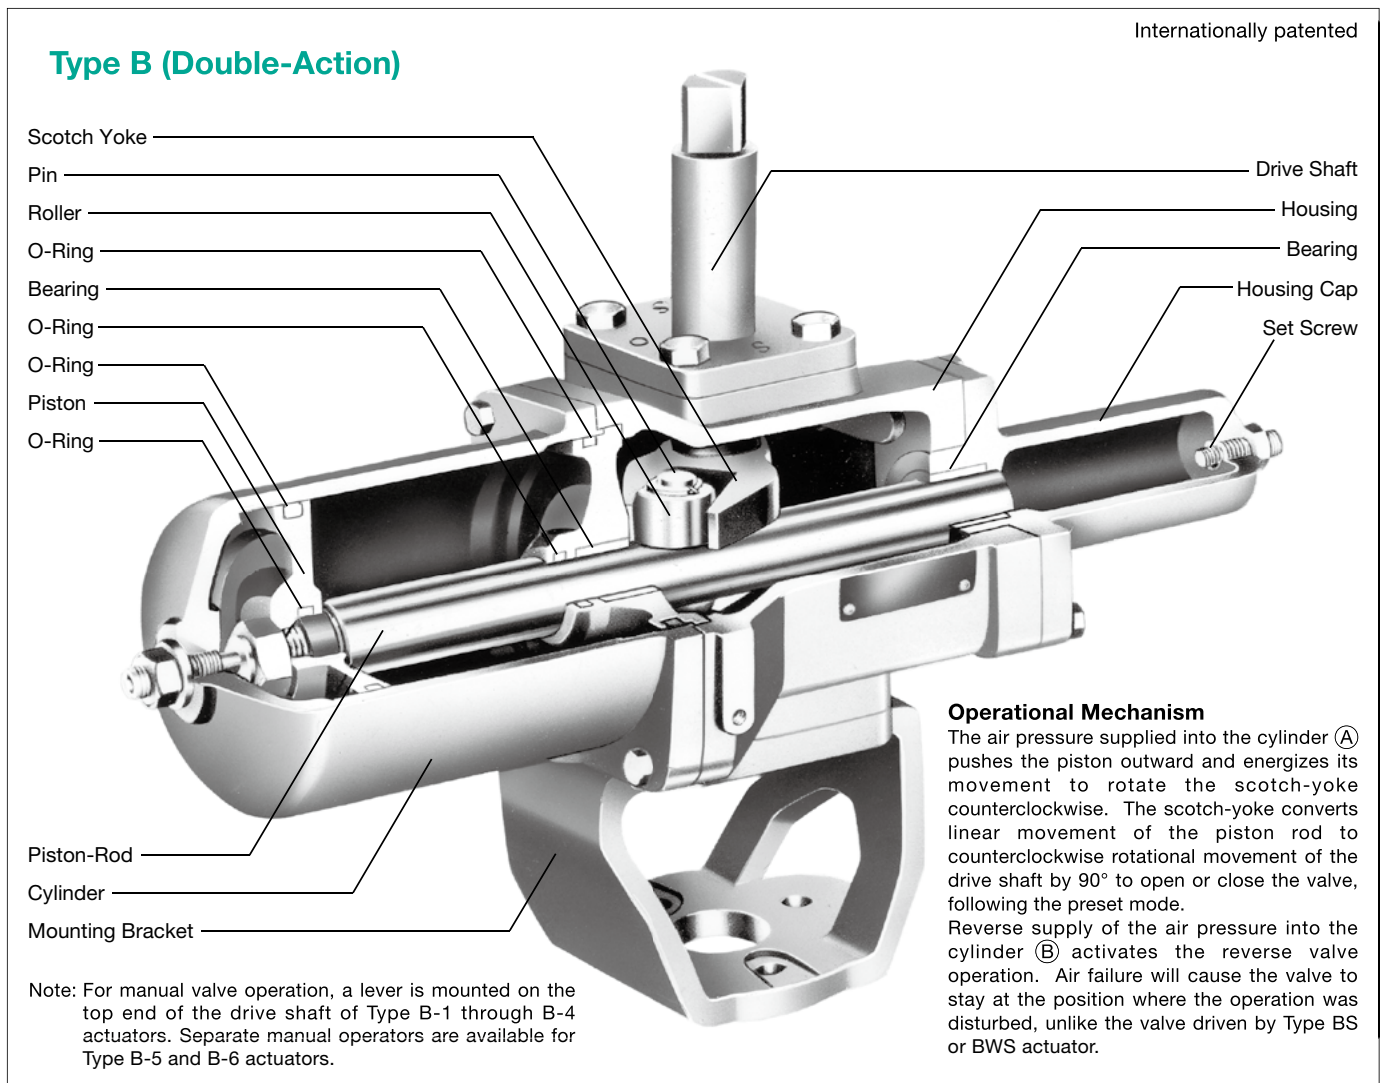 Internationally patented
Type B (Double-Action)
Scotch Yoke
Pin
Roller
O-Ring
Bearing
O-Ring
O-Ring
Piston
O-Ring
Drive Shaft
Housing
Bearing
Housing Cap
Set Screw
S
O
S
Piston-Rod
Cylinder
Mounting Bracket
Note: For manual valve operation, a lever is mounted on the
top end of the drive shaft of Type B-1 through B-4
actuators. Separate manual operators are available for
Type B-5 and B-6 actuators.
Operational Mechanism
The air pressure supplied into the cylinder Ⓐ
pushes the piston outward and energizes its
movement to rotate the scotch-yoke
counterclockwise. The scotch-yoke converts
linear movement of the piston rod to
counterclockwise rotational movement of the
drive shaft by 90° to open or close the valve,
following the preset mode.
Reverse supply of the air pressure into the
cylinder Ⓑ activates the reverse valve
operation. Air failure will cause the valve to
stay at the position where the operation was
disturbed, unlike the valve driven by Type BS
or BWS actuator.